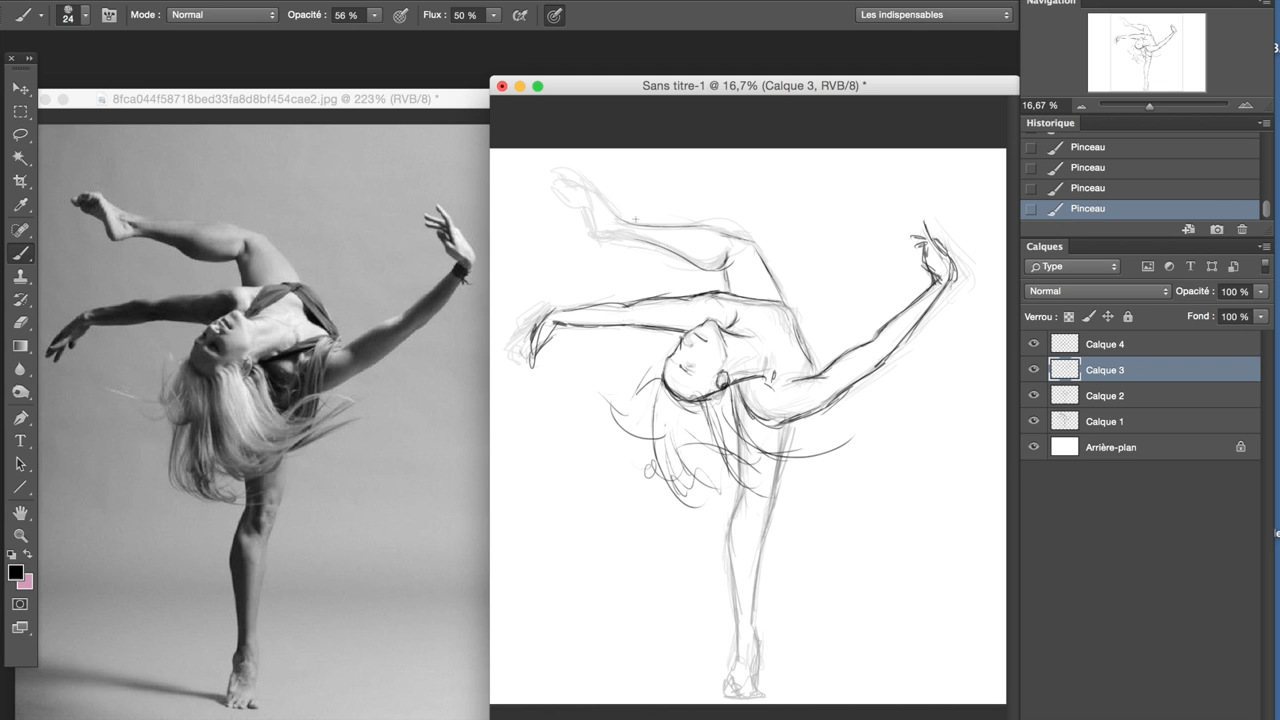 24
Mode : Normal
Opacité : 56 %
Flux : 50 %
Les indispensables
Navigation
8fca044f58718bed33fa8d8bf454cae2.jpg @ 223% (RVB/8) *
Sans titre-1 @ 16,7% (Calque 3, RVB/8) *
16,67 %
Historique
Pinceau
Pinceau
Pinceau
Pinceau
Calques
Type
Normal
Opacité : 100 %
Verrou :
Fond : 100 %
Calque 4
Calque 3
Calque 2
Calque 1
Arrière-plan